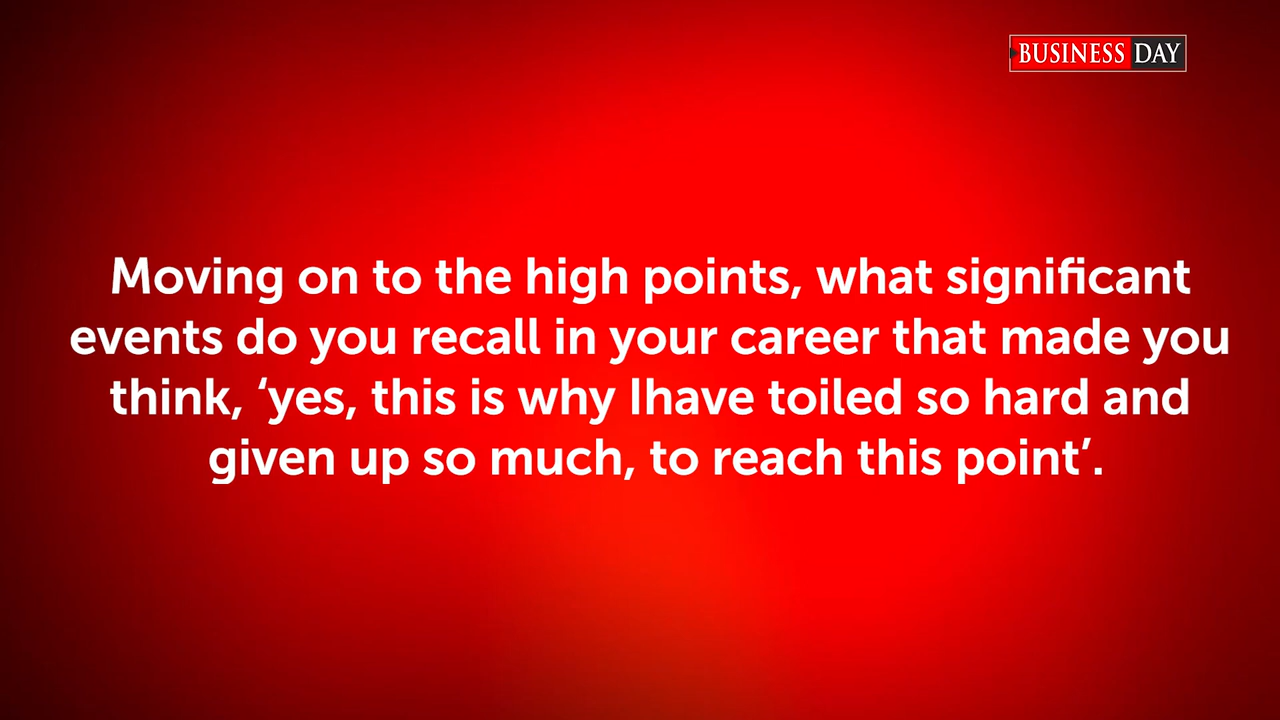 BUSINESS DAY
Moving on to the high points, what significant
events do you recall in your career that made you
think, ‘yes, this is why Ihave toiled so hard and
given up so much, to reach this point’.